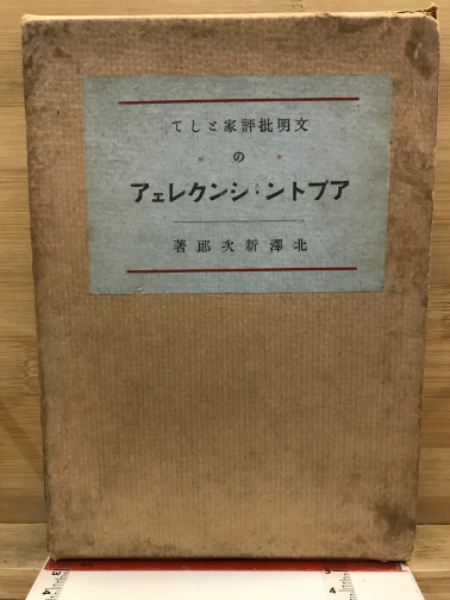 文明批評家として
の
アプトン・シンクレェア
北澤新次郎著